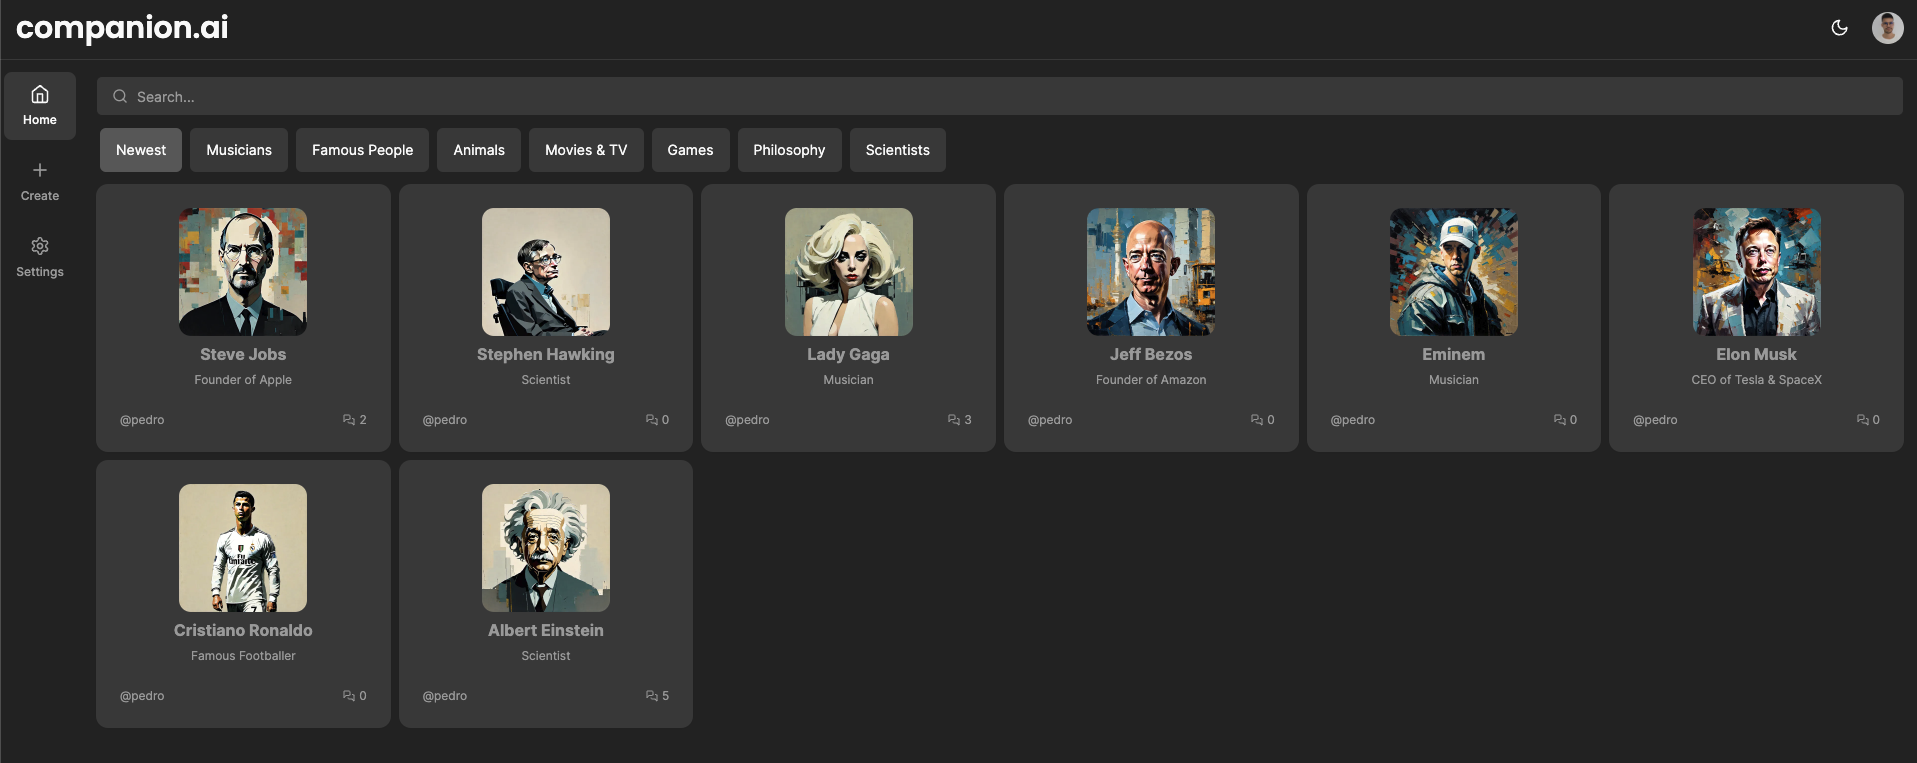 companion.ai
Home
Create
Settings
Search...
Newest
Musicians
Famous People
Animals
Movies & TV
Games
Philosophy
Scientists
Steve Jobs
Founder of Apple
@pedro 2
Stephen Hawking
Scientist
@pedro 0
Lady Gaga
Musician
@pedro 3
Jeff Bezos
Founder of Amazon
@pedro 0
Eminem
Musician
@pedro 0
Elon Musk
CEO of Tesla & SpaceX
@pedro 0
Fly
7
Cristiano Ronaldo
Famous Footballer
@pedro 0
Albert Einstein
Scientist
@pedro 5